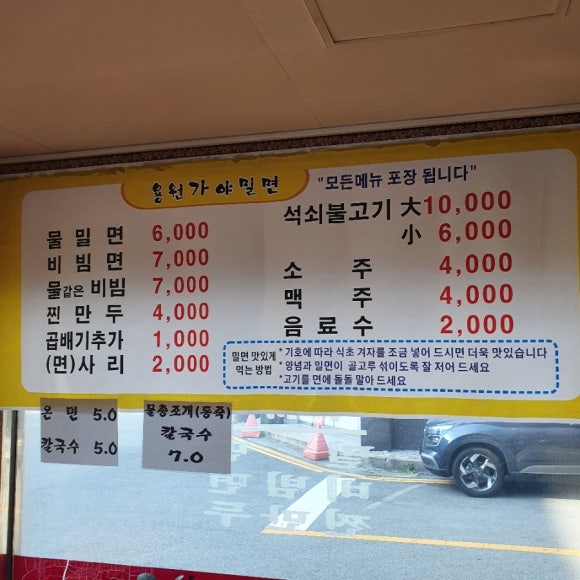 용원가야밀면
"모든메뉴 포장 됩니다"
물밀면 6,000
비빔면 7,000
물같은비빔 7,000
찐만두 4,000
곱배기추가 1,000
(면)사리 2,000
석쇠불고기 大 10,000
小 6,000
소주 4,000
맥주 4,000
음료수 2,000
밀면 맛있게 먹는 방법
*기호에 따라 식초 겨자를 조금 넣어 드시면 더욱 맛있습니다
*양념과 밀면이 골고루 섞이도록 잘 저어 드세요
*고기를 면에 돌돌 말아 드세요
온면 5.0
칼국수 5.0
물총조개(동죽)
칼국수
7.0
비빔면
찐만두